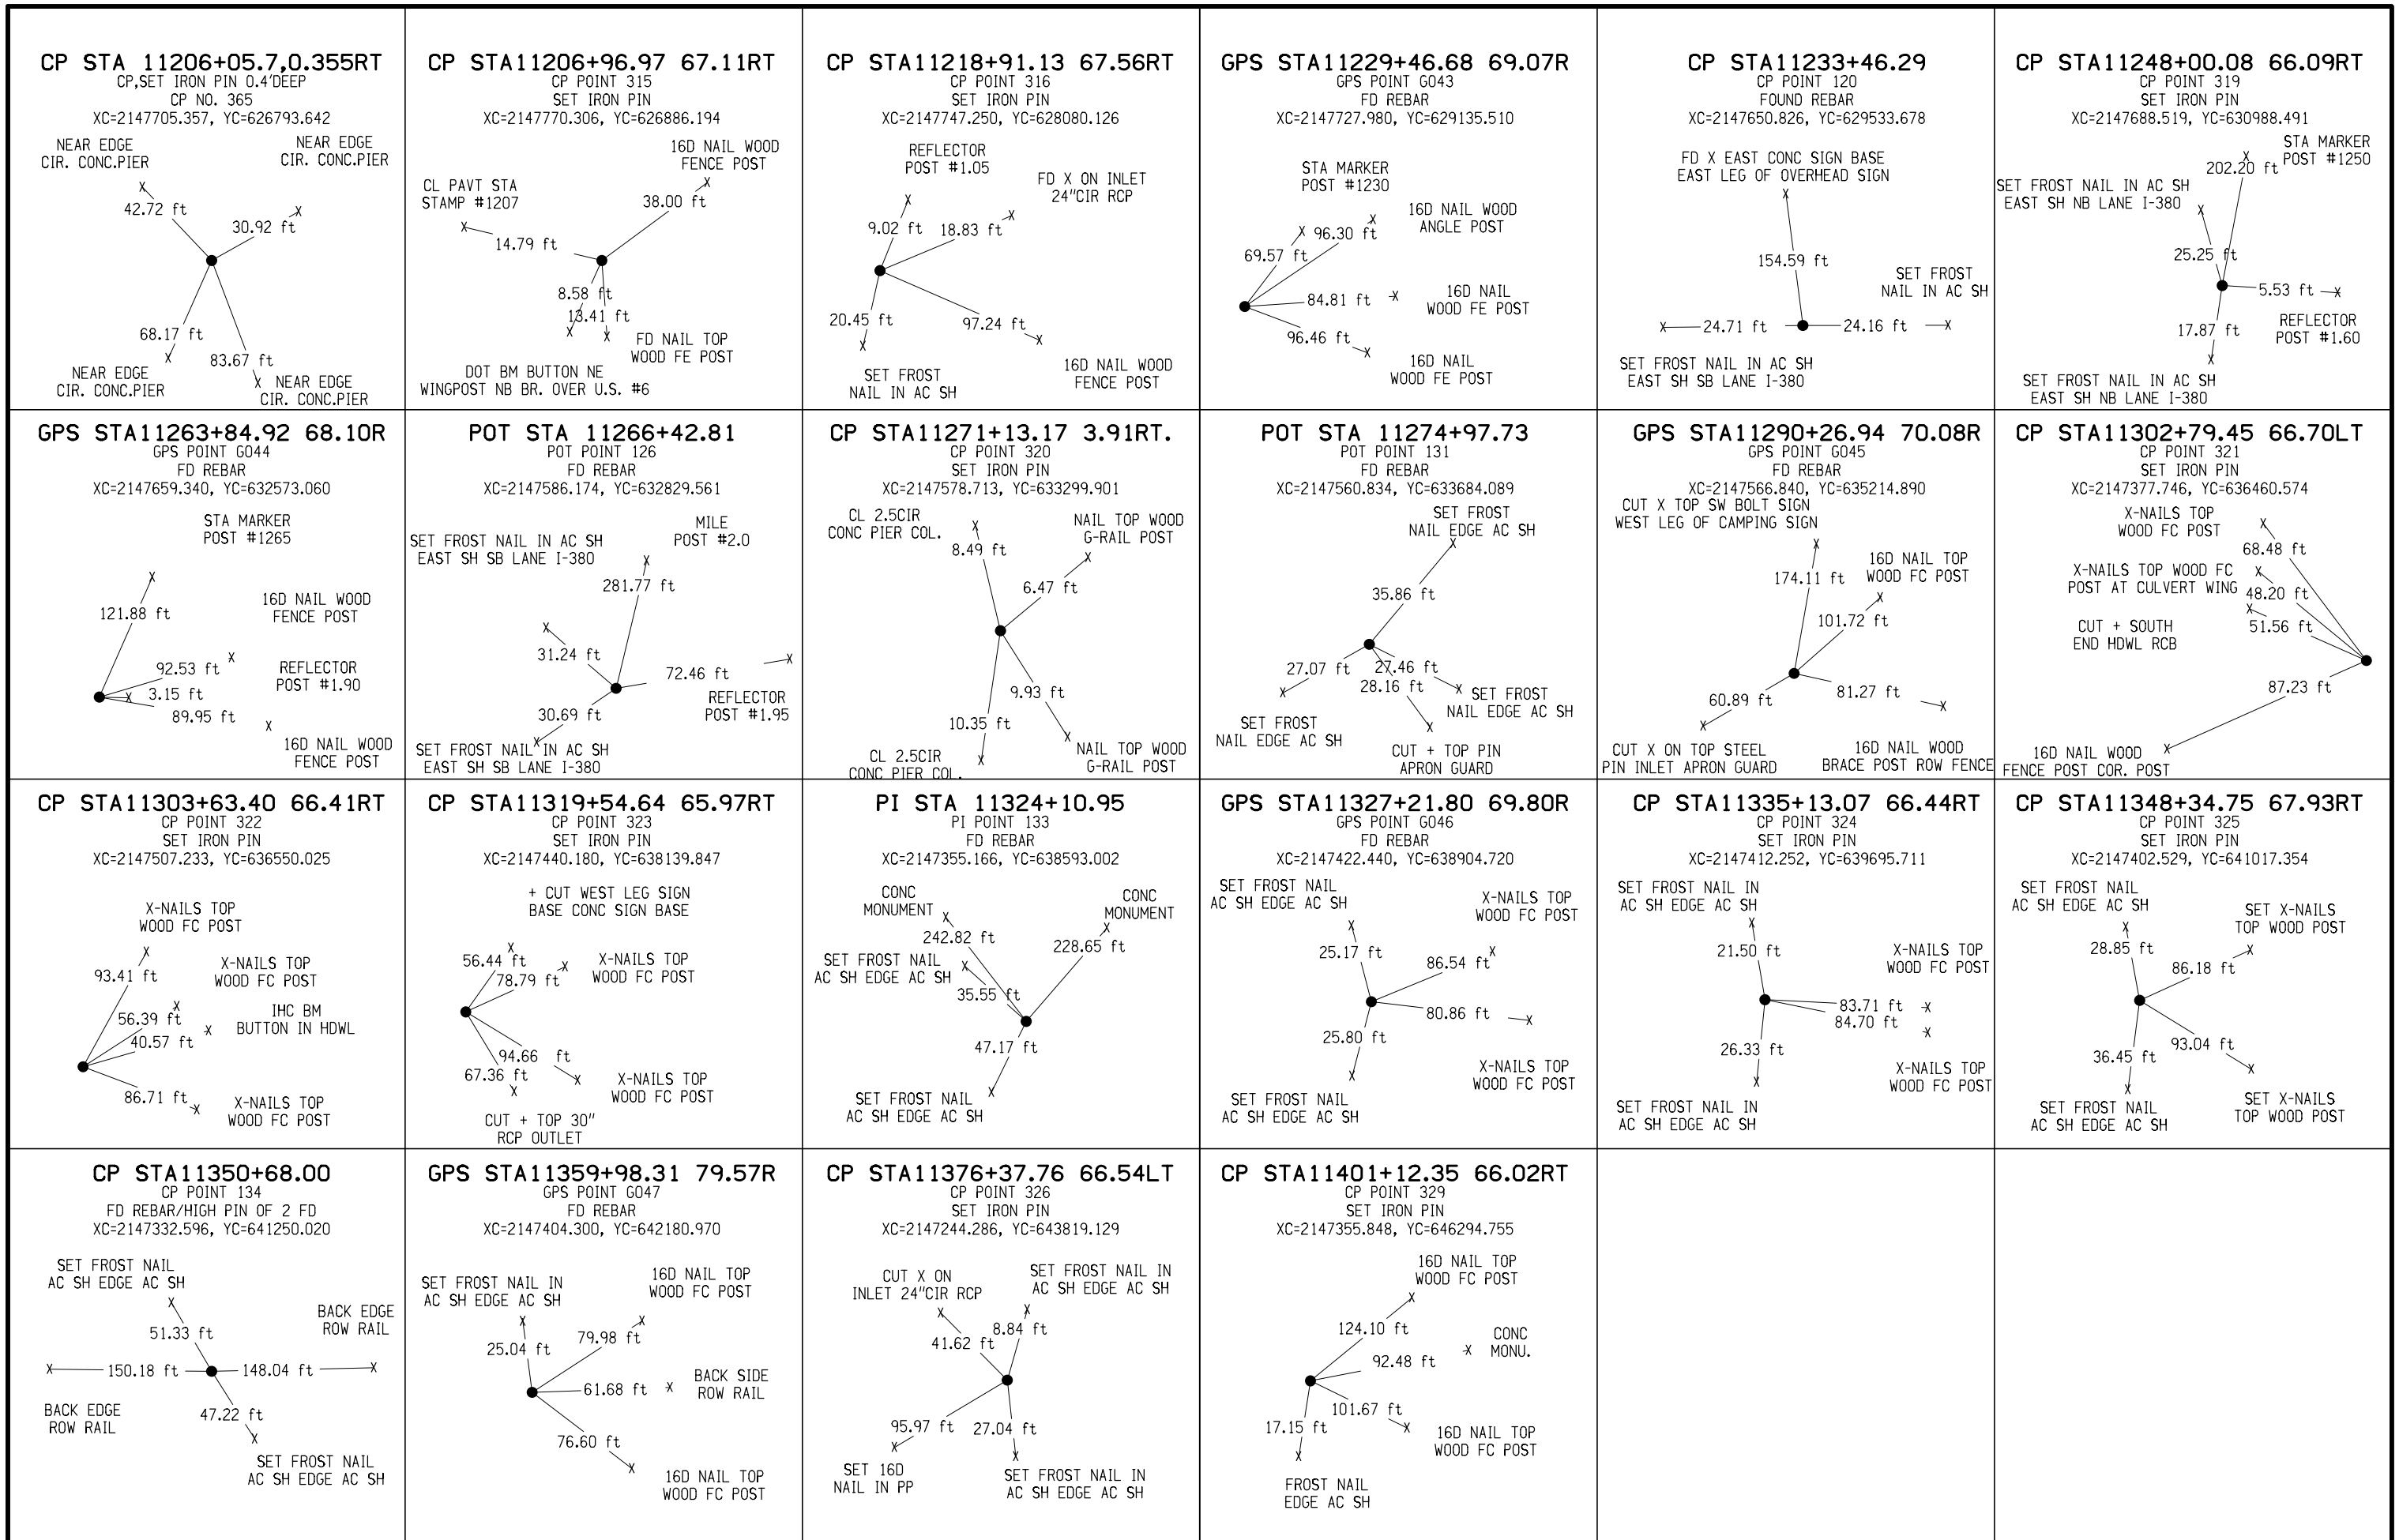 CP STA 11206+05.7,0.355RT
CP,SET IRON PIN 0.4'DEEP
CP NO. 365
XC=2147705.357, YC=626793.642
NEAR EDGE
CIR. CONC.PIER
NEAR EDGE
CIR. CONC.PIER
42.72 ft
30.92 ft
68.17 ft
83.67 ft
NEAR EDGE
CIR. CONC.PIER
NEAR EDGE
CIR. CONC.PIER
CP STA11206+96.97 67.11RT
CP POINT 315
SET IRON PIN
XC=2147770.306, YC=626886.194
16D NAIL WOOD
FENCE POST
CL PAVT STA
STAMP #1207
38.00 ft
14.79 ft
8.58 ft
13.41 ft
FD NAIL TOP
WOOD FE POST
DOT BM BUTTON NE
WINGPOST NB BR. OVER U.S. #6
CP STA11218+91.13 67.56RT
CP POINT 316
SET IRON PIN
XC=2147747.250, YC=628080.126
REFLECTOR
POST #1.05
FD X ON INLET
24"CIR RCP
9.02 ft
18.83 ft
20.45 ft
97.24 ft
SET FROST
NAIL IN AC SH
16D NAIL WOOD
FENCE POST
GPS STA11229+46.68 69.07R
GPS POINT G043
FD REBAR
XC=2147727.980, YC=629135.510
STA MARKER
POST #1230
16D NAIL WOOD
ANGLE POST
96.30 ft
69.57 ft
84.81 ft
16D NAIL
WOOD FE POST
96.46 ft
16D NAIL
WOOD FE POST
CP STA11233+46.29
CP POINT 120
FOUND REBAR
XC=2147650.826, YC=629533.678
FD X EAST CONC SIGN BASE
EAST LEG OF OVERHEAD SIGN
154.59 ft
SET FROST
NAIL IN AC SH
24.71 ft
24.16 ft
SET FROST NAIL IN AC SH
EAST SH SB LANE I-380
CP STA11248+00.08 66.09RT
CP POINT 319
SET IRON PIN
XC=2147688.519, YC=630988.491
STA MARKER
POST #1250
202.20 ft
SET FROST NAIL IN AC SH
EAST SH NB LANE I-380
25.25 ft
5.53 ft
17.87 ft
REFLECTOR
POST #1.60
SET FROST NAIL IN AC SH
EAST SH NB LANE I-380
GPS STA11263+84.92 68.10R
GPS POINT G044
FD REBAR
XC=2147659.340, YC=632573.060
STA MARKER
POST #1265
121.88 ft
16D NAIL WOOD
FENCE POST
92.53 ft
REFLECTOR
POST #1.90
3.15 ft
89.95 ft
16D NAIL WOOD
FENCE POST
POT STA 11266+42.81
POT POINT 126
FD REBAR
XC=2147586.174, YC=632829.561
MILE
POST #2.0
SET FROST NAIL IN AC SH
EAST SH SB LANE I-380
281.77 ft
31.24 ft
72.46 ft
REFLECTOR
POST #1.95
30.69 ft
SET FROST NAIL IN AC SH
EAST SH SB LANE I-380
CP STA11271+13.17 3.91RT.
CP POINT 320
SET IRON PIN
XC=2147578.713, YC=633299.901
CL 2.5CIR
CONC PIER COL.
NAIL TOP WOOD
G-RAIL POST
8.49 ft
6.47 ft
9.93 ft
10.35 ft
CL 2.5CIR
CONC PIER COL.
NAIL TOP WOOD
G-RAIL POST
POT STA 11274+97.73
POT POINT 131
FD REBAR
XC=2147560.834, YC=633684.089
SET FROST
NAIL EDGE AC SH
35.86 ft
27.07 ft
27.46 ft
28.16 ft
SET FROST
NAIL EDGE AC SH
SET FROST
NAIL EDGE AC SH
CUT + TOP PIN
APRON GUARD
GPS STA11290+26.94 70.08R
GPS POINT G045
FD REBAR
XC=2147566.840, YC=635214.890
CUT X TOP SW BOLT SIGN
WEST LEG OF CAMPING SIGN
16D NAIL TOP
WOOD FC POST
174.11 ft
101.72 ft
60.89 ft
81.27 ft
CUT X ON TOP STEEL
PIN INLET APRON GUARD
16D NAIL WOOD
BRACE POST ROW FENCE
CP STA11302+79.45 66.70LT
CP POINT 321
SET IRON PIN
XC=2147377.746, YC=636460.574
X-NAILS TOP
WOOD FC POST
68.48 ft
X-NAILS TOP WOOD FC
POST AT CULVERT WING
48.20 ft
CUT + SOUTH
END HDWL RCB
51.56 ft
87.23 ft
16D NAIL WOOD
FENCE POST COR. POST
CP STA11303+63.40 66.41RT
CP POINT 322
SET IRON PIN
XC=2147507.233, YC=636550.025
X-NAILS TOP
WOOD FC POST
93.41 ft
X-NAILS TOP
WOOD FC POST
56.39 ft
IHC BM
BUTTON IN HDWL
40.57 ft
86.71 ft
X-NAILS TOP
WOOD FC POST
CP STA11319+54.64 65.97RT
CP POINT 323
SET IRON PIN
XC=2147440.180, YC=638139.847
+ CUT WEST LEG SIGN
BASE CONC SIGN BASE
56.44 ft
78.79 ft
X-NAILS TOP
WOOD FC POST
94.66 ft
67.36 ft
X-NAILS TOP
WOOD FC POST
CUT + TOP 30"
RCP OUTLET
PI STA 11324+10.95
PI POINT 133
FD REBAR
XC=2147355.166, YC=638593.002
CONC
MONUMENT
CONC
MONUMENT
242.82 ft
228.65 ft
SET FROST NAIL
AC SH EDGE AC SH
35.55 ft
47.17 ft
SET FROST NAIL
AC SH EDGE AC SH
GPS STA11327+21.80 69.80R
GPS POINT G046
FD REBAR
XC=2147422.440, YC=638904.720
SET FROST NAIL
AC SH EDGE AC SH
X-NAILS TOP
WOOD FC POST
25.17 ft
86.54 ft
80.86 ft
25.80 ft
X-NAILS TOP
WOOD FC POST
SET FROST NAIL
AC SH EDGE AC SH
CP STA11335+13.07 66.44RT
CP POINT 324
SET IRON PIN
XC=2147412.252, YC=639695.711
SET FROST NAIL IN
AC SH EDGE AC SH
21.50 ft
X-NAILS TOP
WOOD FC POST
83.71 ft
84.70 ft
26.33 ft
X-NAILS TOP
WOOD FC POST
SET FROST NAIL IN
AC SH EDGE AC SH
CP STA11348+34.75 67.93RT
CP POINT 325
SET IRON PIN
XC=2147402.529, YC=641017.354
SET FROST NAIL
AC SH EDGE AC SH
SET X-NAILS
TOP WOOD POST
28.85 ft
86.18 ft
36.45 ft
93.04 ft
SET FROST NAIL
AC SH EDGE AC SH
SET X-NAILS
TOP WOOD POST
CP STA11350+68.00
CP POINT 134
FD REBAR/HIGH PIN OF 2 FD
XC=2147332.596, YC=641250.020
SET FROST NAIL
AC SH EDGE AC SH
BACK EDGE
ROW RAIL
51.33 ft
150.18 ft
148.04 ft
BACK EDGE
ROW RAIL
47.22 ft
SET FROST NAIL
AC SH EDGE AC SH
GPS STA11359+98.31 79.57R
GPS POINT G047
FD REBAR
XC=2147404.300, YC=642180.970
SET FROST NAIL IN
AC SH EDGE AC SH
16D NAIL TOP
WOOD FC POST
25.04 ft
79.98 ft
61.68 ft
BACK SIDE
ROW RAIL
76.60 ft
16D NAIL TOP
WOOD FC POST
CP STA11376+37.76 66.54LT
CP POINT 326
SET IRON PIN
XC=2147244.286, YC=643819.129
CUT X ON
INLET 24"CIR RCP
SET FROST NAIL IN
AC SH EDGE AC SH
41.62 ft
8.84 ft
95.97 ft
27.04 ft
SET 16D
NAIL IN PP
SET FROST NAIL IN
AC SH EDGE AC SH
CP STA11401+12.35 66.02RT
CP POINT 329
SET IRON PIN
XC=2147355.848, YC=646294.755
16D NAIL TOP
WOOD FC POST
124.10 ft
CONC
MONU.
92.48 ft
101.67 ft
17.15 ft
16D NAIL TOP
WOOD FC POST
FROST NAIL
EDGE AC SH